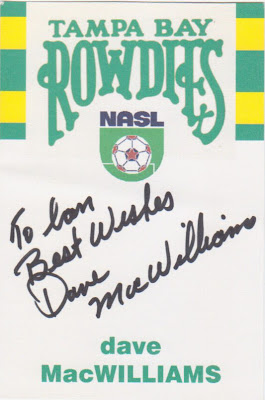 TAMPA BAY
ROWDIES
NASL
To Ian
Best Wishes
Dave
MacWilliams
dave
MacWILLIAMS